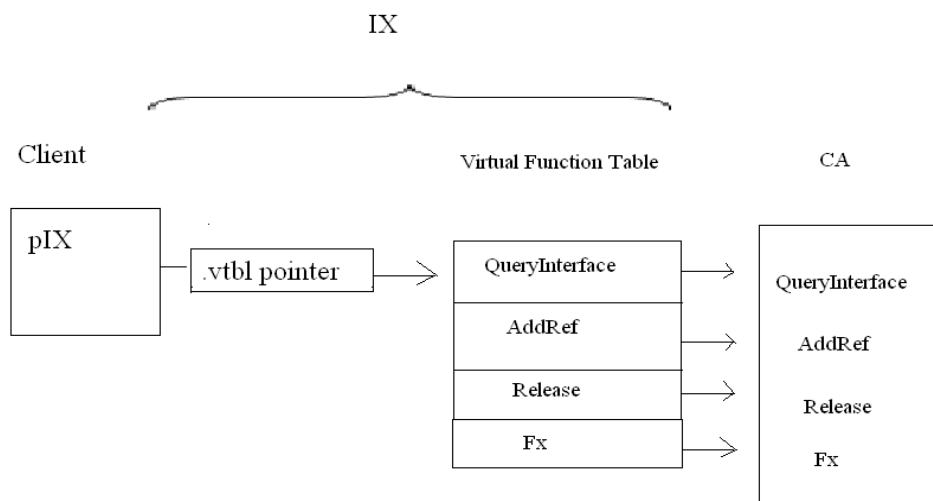 IX
Client
Virtual Function Table
CA
pIX
.vtbl pointer
QueryInterface
AddRef
Release
Fx
QueryInterface
AddRef
Release
Fx